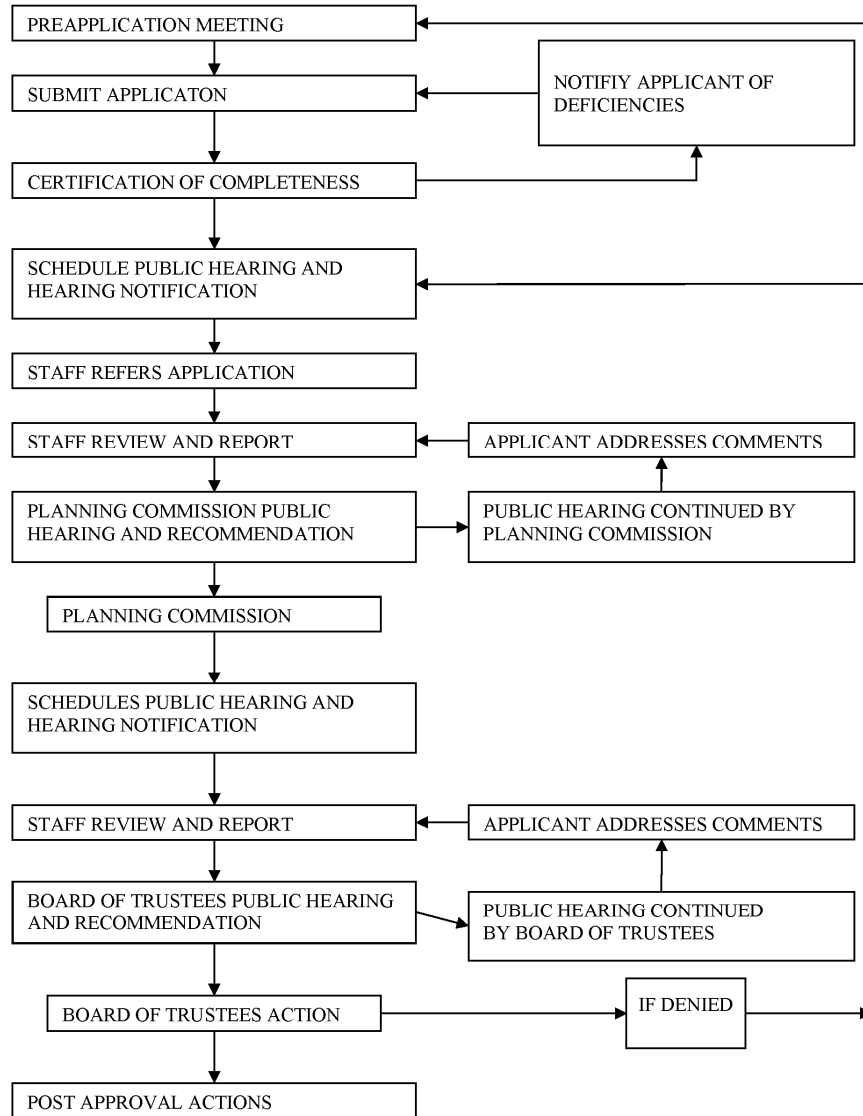 PREAPPLICATION MEETING
SUBMIT APPLICATON
NOTIFIY APPLICANT OF
DEFICIENCIES
CERTIFICATION OF COMPLETENESS
SCHEDULE PUBLIC HEARING AND
HEARING NOTIFICATION
STAFF REFERS APPLICATION
STAFF REVIEW AND REPORT
APPLICANT ADDRESSES COMMENTS
PLANNING COMMISSION PUBLIC
HEARING AND RECOMMENDATION
PUBLIC HEARING CONTINUED BY
PLANNING COMMISSION
PLANNING COMMISSION
SCHEDULES PUBLIC HEARING AND
HEARING NOTIFICATION
STAFF REVIEW AND REPORT
APPLICANT ADDRESSES COMMENTS
BOARD OF TRUSTEES PUBLIC HEARING
AND RECOMMENDATION
PUBLIC HEARING CONTINUED
BY BOARD OF TRUSTEES
BOARD OF TRUSTEES ACTION
IF DENIED
POST APPROVAL ACTIONS